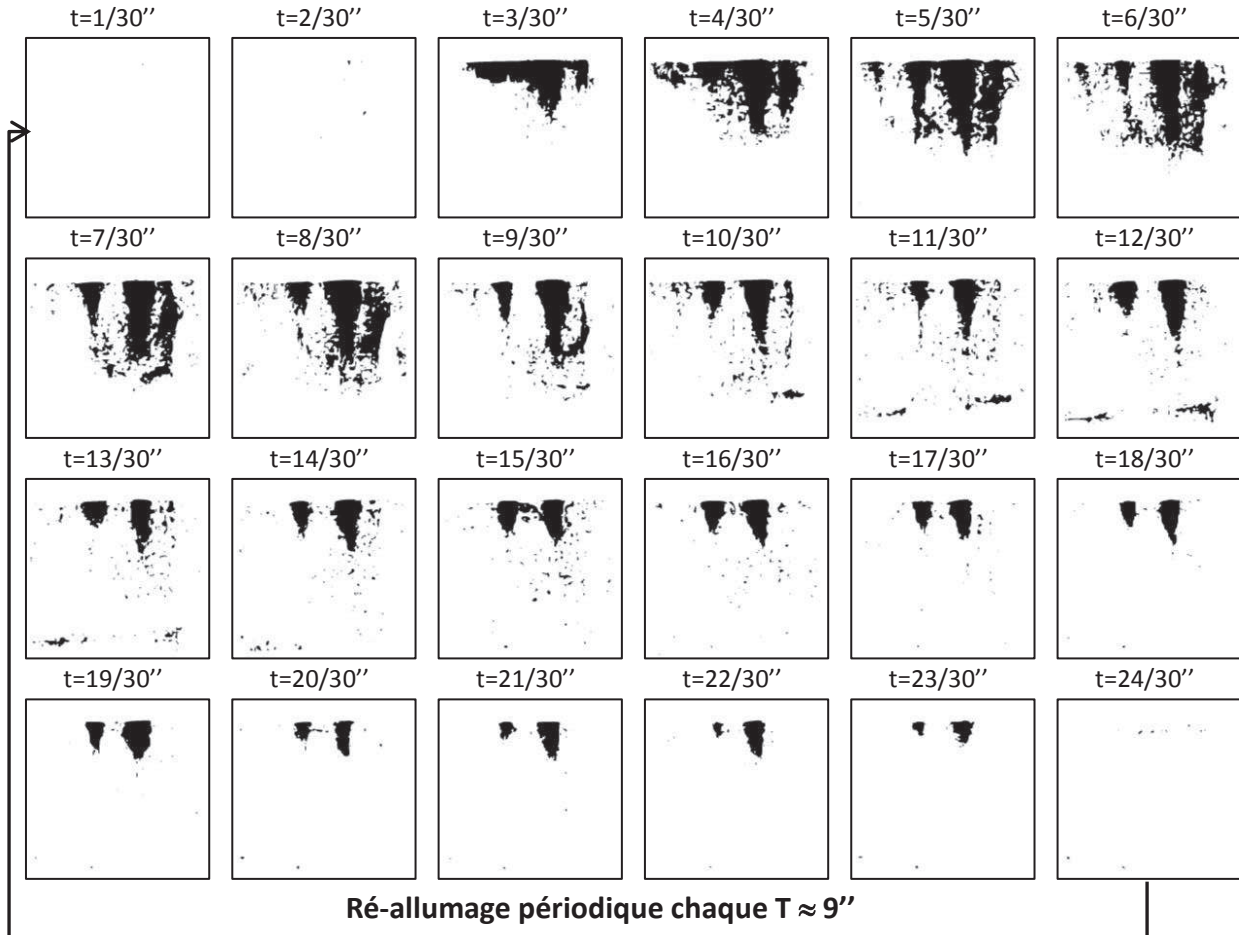 t=1/30’’ t=2/30’’ t=3/30’’ t=4/30’’ t=5/30’’ t=6/30’’
t=7/30’’ t=8/30’’ t=9/30’’ t=10/30’’ t=11/30’’ t=12/30’’
t=13/30’’ t=14/30’’ t=15/30’’ t=16/30’’ t=17/30’’ t=18/30’’
t=19/30’’ t=20/30’’ t=21/30’’ t=22/30’’ t=23/30’’ t=24/30’’
Ré-allumage périodique chaque T ≈ 9’’